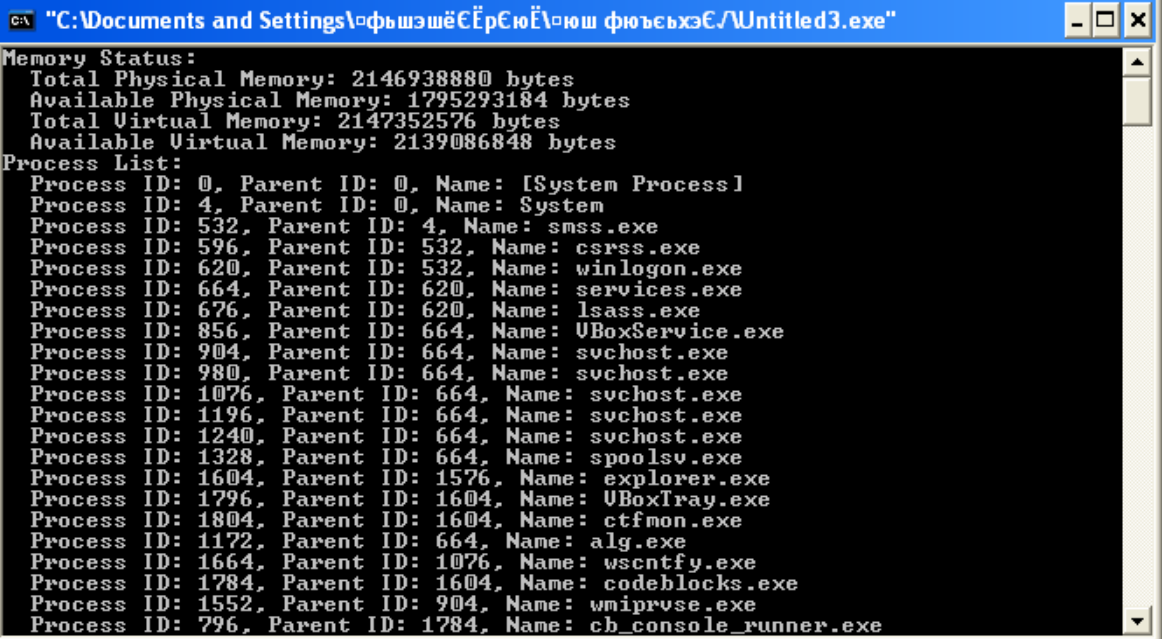 "C:\Documents and Settings\¤фьшэшёЄЁрЄюЁ\¤юш фюъєьхэЄ√\Untitled3.exe"
Memory Status:
Total Physical Memory: 2146938880 bytes
Available Physical Memory: 1795293184 bytes
Total Virtual Memory: 2147352576 bytes
Available Virtual Memory: 2139086848 bytes
Process List:
Process ID: 0, Parent ID: 0, Name: [System Process]
Process ID: 4, Parent ID: 0, Name: System
Process ID: 532, Parent ID: 4, Name: smss.exe
Process ID: 596, Parent ID: 532, Name: csrss.exe
Process ID: 620, Parent ID: 532, Name: winlogon.exe
Process ID: 664, Parent ID: 620, Name: services.exe
Process ID: 676, Parent ID: 620, Name: lsass.exe
Process ID: 856, Parent ID: 664, Name: VBoxService.exe
Process ID: 904, Parent ID: 664, Name: svchost.exe
Process ID: 980, Parent ID: 664, Name: svchost.exe
Process ID: 1076, Parent ID: 664, Name: svchost.exe
Process ID: 1196, Parent ID: 664, Name: svchost.exe
Process ID: 1240, Parent ID: 664, Name: svchost.exe
Process ID: 1328, Parent ID: 664, Name: spoolsv.exe
Process ID: 1604, Parent ID: 1576, Name: explorer.exe
Process ID: 1796, Parent ID: 1604, Name: VBoxTray.exe
Process ID: 1804, Parent ID: 1604, Name: ctfmon.exe
Process ID: 1172, Parent ID: 664, Name: alg.exe
Process ID: 1664, Parent ID: 1076, Name: wscntfy.exe
Process ID: 1784, Parent ID: 1604, Name: codeblocks.exe
Process ID: 1552, Parent ID: 904, Name: wmiprvse.exe
Process ID: 796, Parent ID: 1784, Name: cb_console_runner.exe